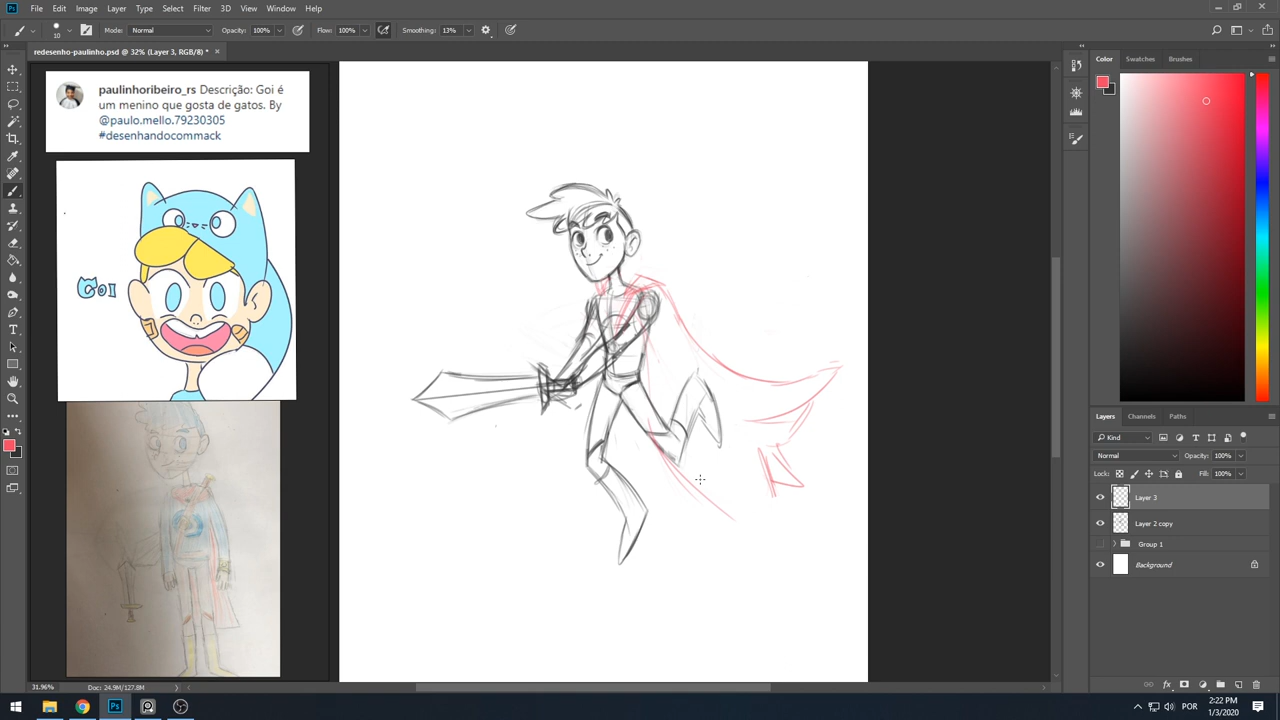 File Edit Image Layer Type Select Filter 3D View Window Help
10 Mode: Normal Opacity: 100% Flow: 100% Smoothing: 13%
redesenho-paulinho.psd @ 32% (Layer 3, RGB/8) *
paulinhoribeiro_rs Descrição: Goi é
um menino que gosta de gatos. By
@paulo.mello.79230305
#desenhandocommack
GOI
Color Swatches Brushes
Layers Channels Paths
Kind
Normal Opacity: 100%
Lock: Fill: 100%
Layer 3
Layer 2 copy
Group 1
Background
31.96% Doc: 24.9M/127.8M
POR
2:22 PM
1/3/2020